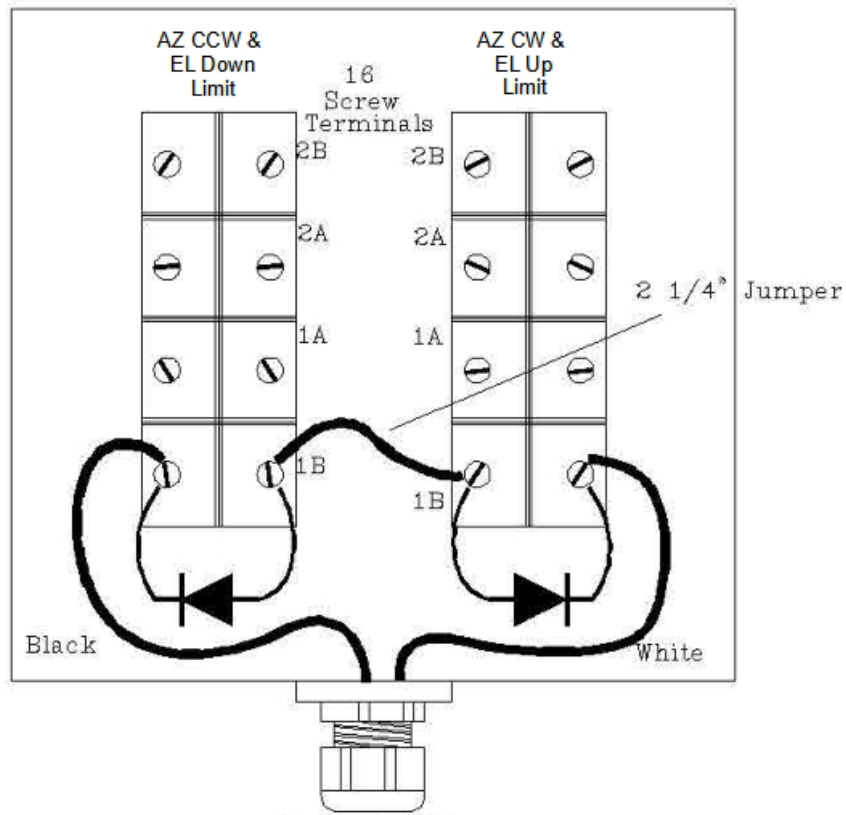 AZ CCW &
EL Down
Limit
AZ CW &
EL Up
Limit
16
Screw
Terminals
2B
2B
2A
2A
2 1/4" Jumper
1A
1A
1B
1B
Black
White